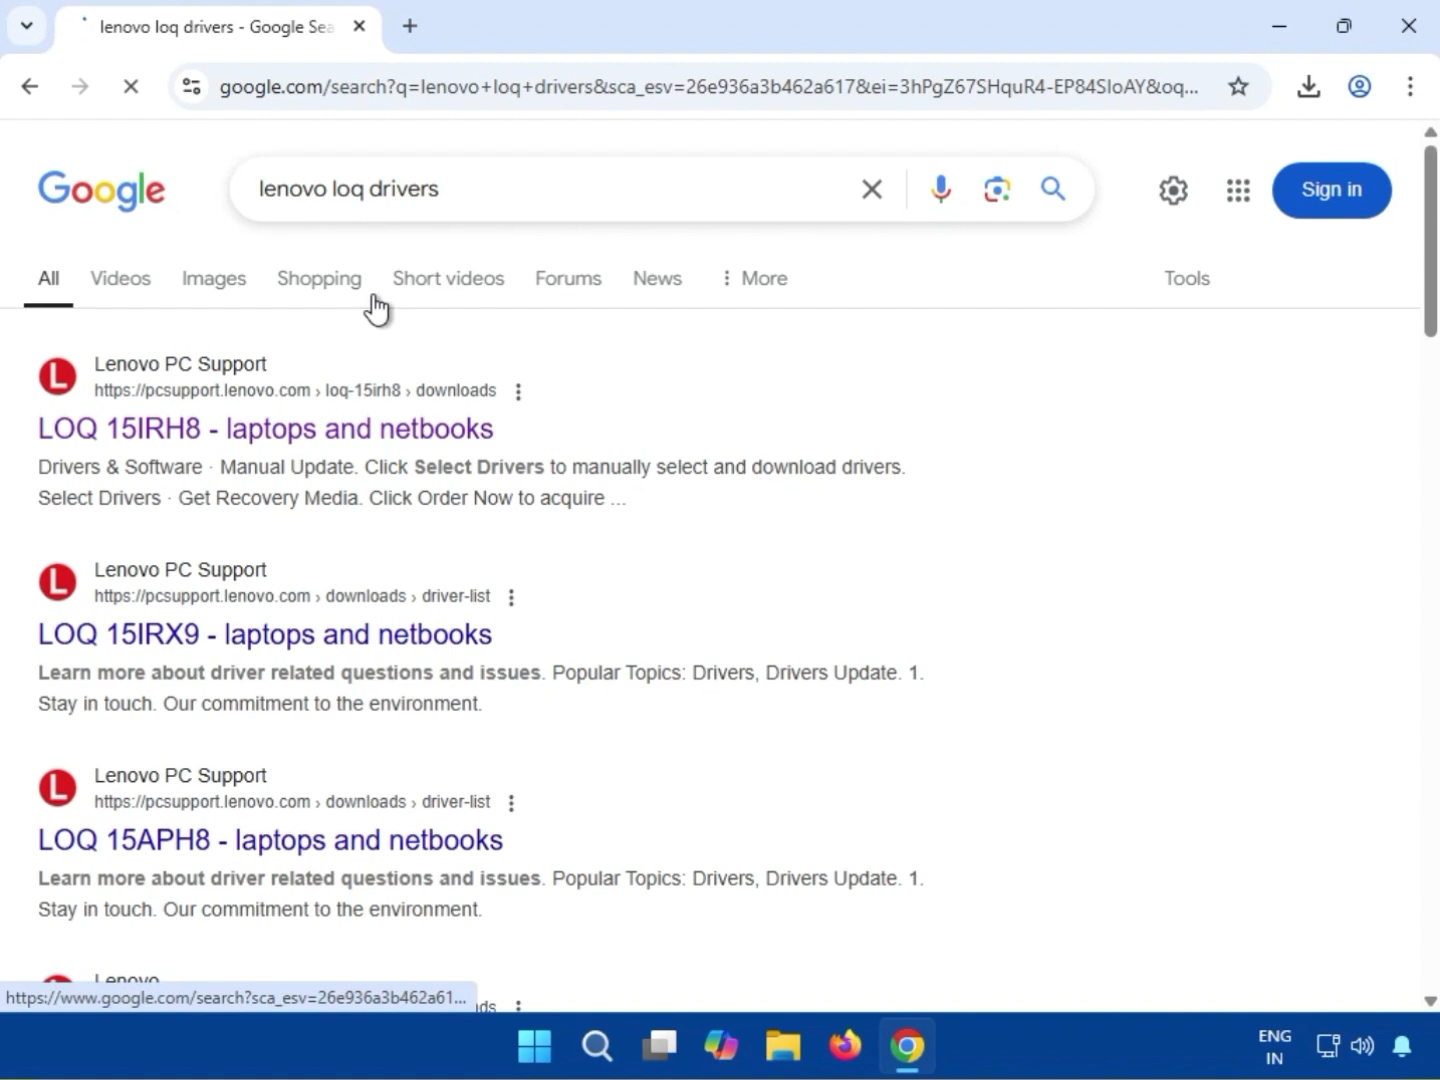 lenovo loq drivers - Google Sea
google.com/search?q=lenovo+loq+drivers&sca_esv=26e936a3b462a617&ei=3hPgZ67SHquR4-EP84SIoAY&oq...
Google
lenovo loq drivers
Sign in
All Videos Images Shopping Short videos Forums News More Tools
L
Lenovo PC Support
https://pcsupport.lenovo.com › loq-15irh8 › downloads
LOQ 15IRH8 - laptops and netbooks
Drivers & Software · Manual Update. Click Select Drivers to manually select and download drivers.
Select Drivers · Get Recovery Media. Click Order Now to acquire ...
L
Lenovo PC Support
https://pcsupport.lenovo.com › downloads › driver-list
LOQ 15IRX9 - laptops and netbooks
Learn more about driver related questions and issues. Popular Topics: Drivers, Drivers Update. 1.
Stay in touch. Our commitment to the environment.
L
Lenovo PC Support
https://pcsupport.lenovo.com › downloads › driver-list
LOQ 15APH8 - laptops and netbooks
Learn more about driver related questions and issues. Popular Topics: Drivers, Drivers Update. 1.
Stay in touch. Our commitment to the environment.
Lenovo
https://www.google.com/search?sca_esv=26e936a3b462a61...
ENG
IN